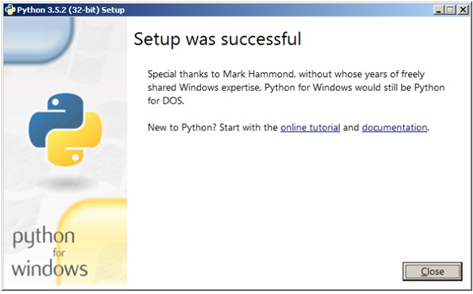 Python 3.5.2 (32-bit) Setup
Setup was successful
Special thanks to Mark Hammond, without whose years of freely
shared Windows expertise, Python for Windows would still be Python
for DOS.
New to Python? Start with the online tutorial and documentation.
python
for
windows
Close